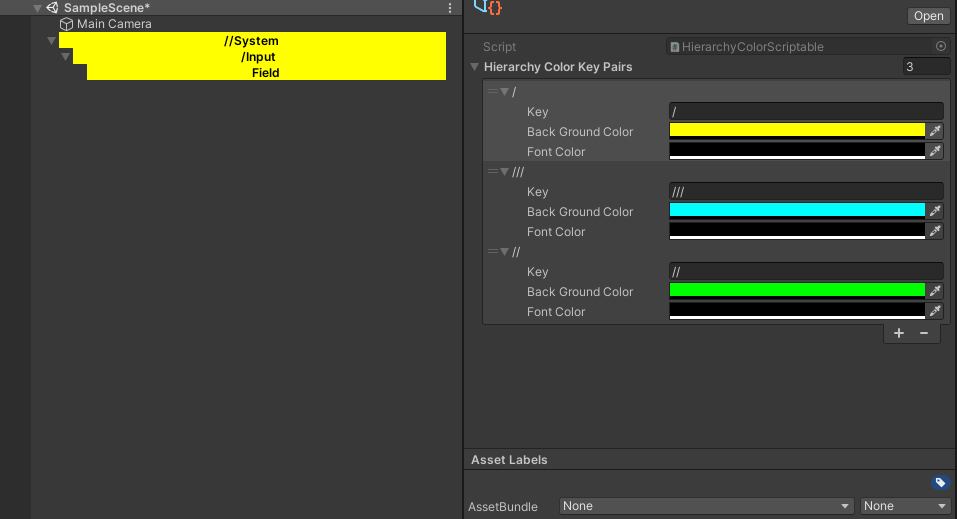 SampleScene*
Main Camera
//System
/Input
Field
Open
Script
HierarchyColorScriptable
Hierarchy Color Key Pairs
3
/
Key
/
Back Ground Color
Font Color
///
Key
///
Back Ground Color
Font Color
//
Key
//
Back Ground Color
Font Color
+ −
Asset Labels
AssetBundle
None
None